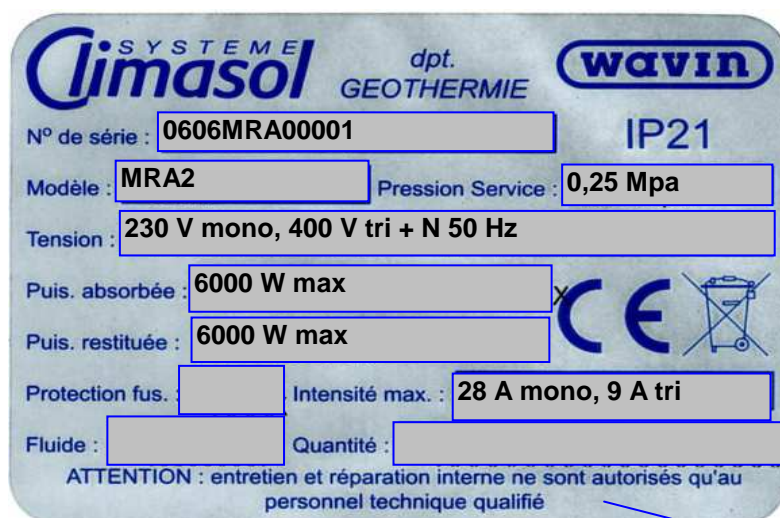 SYSTEME
Climasol
dpt.
GEOTHERMIE
wavin
N° de série : 0606MRA00001
IP21
Modèle : MRA2 Pression Service : 0,25 Mpa
Tension : 230 V mono, 400 V tri + N 50 Hz
Puis. absorbée : 6000 W max
X
CE
Puis. restituée : 6000 W max
Protection fus. : Intensité max. : 28 A mono, 9 A tri
Fluide : Quantité :
ATTENTION : entretien et réparation interne ne sont autorisés qu'au
personnel technique qualifié